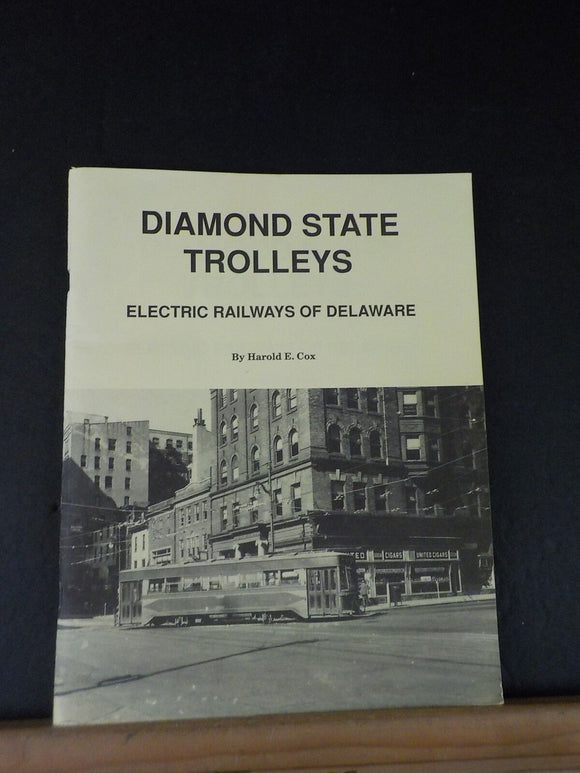 DIAMOND STATE
TROLLEYS
ELECTRIC RAILWAYS OF DELAWARE
By Harold E. Cox
CIGARS UNITED CIGARS